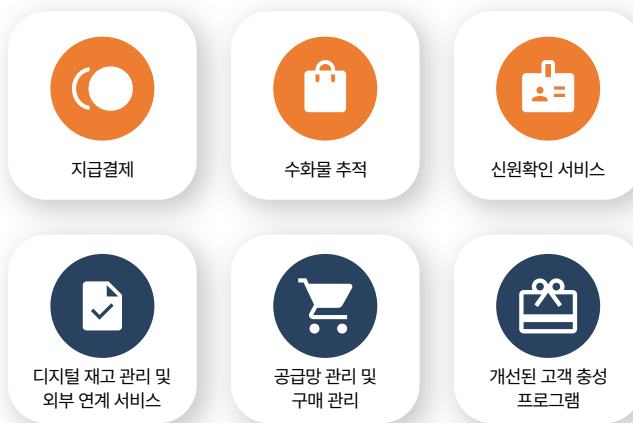 지급결제
수화물 추적
신원확인 서비스
디지털 재고 관리 및
외부 연계 서비스
공급망 관리 및
구매 관리
개선된 고객 충성
프로그램